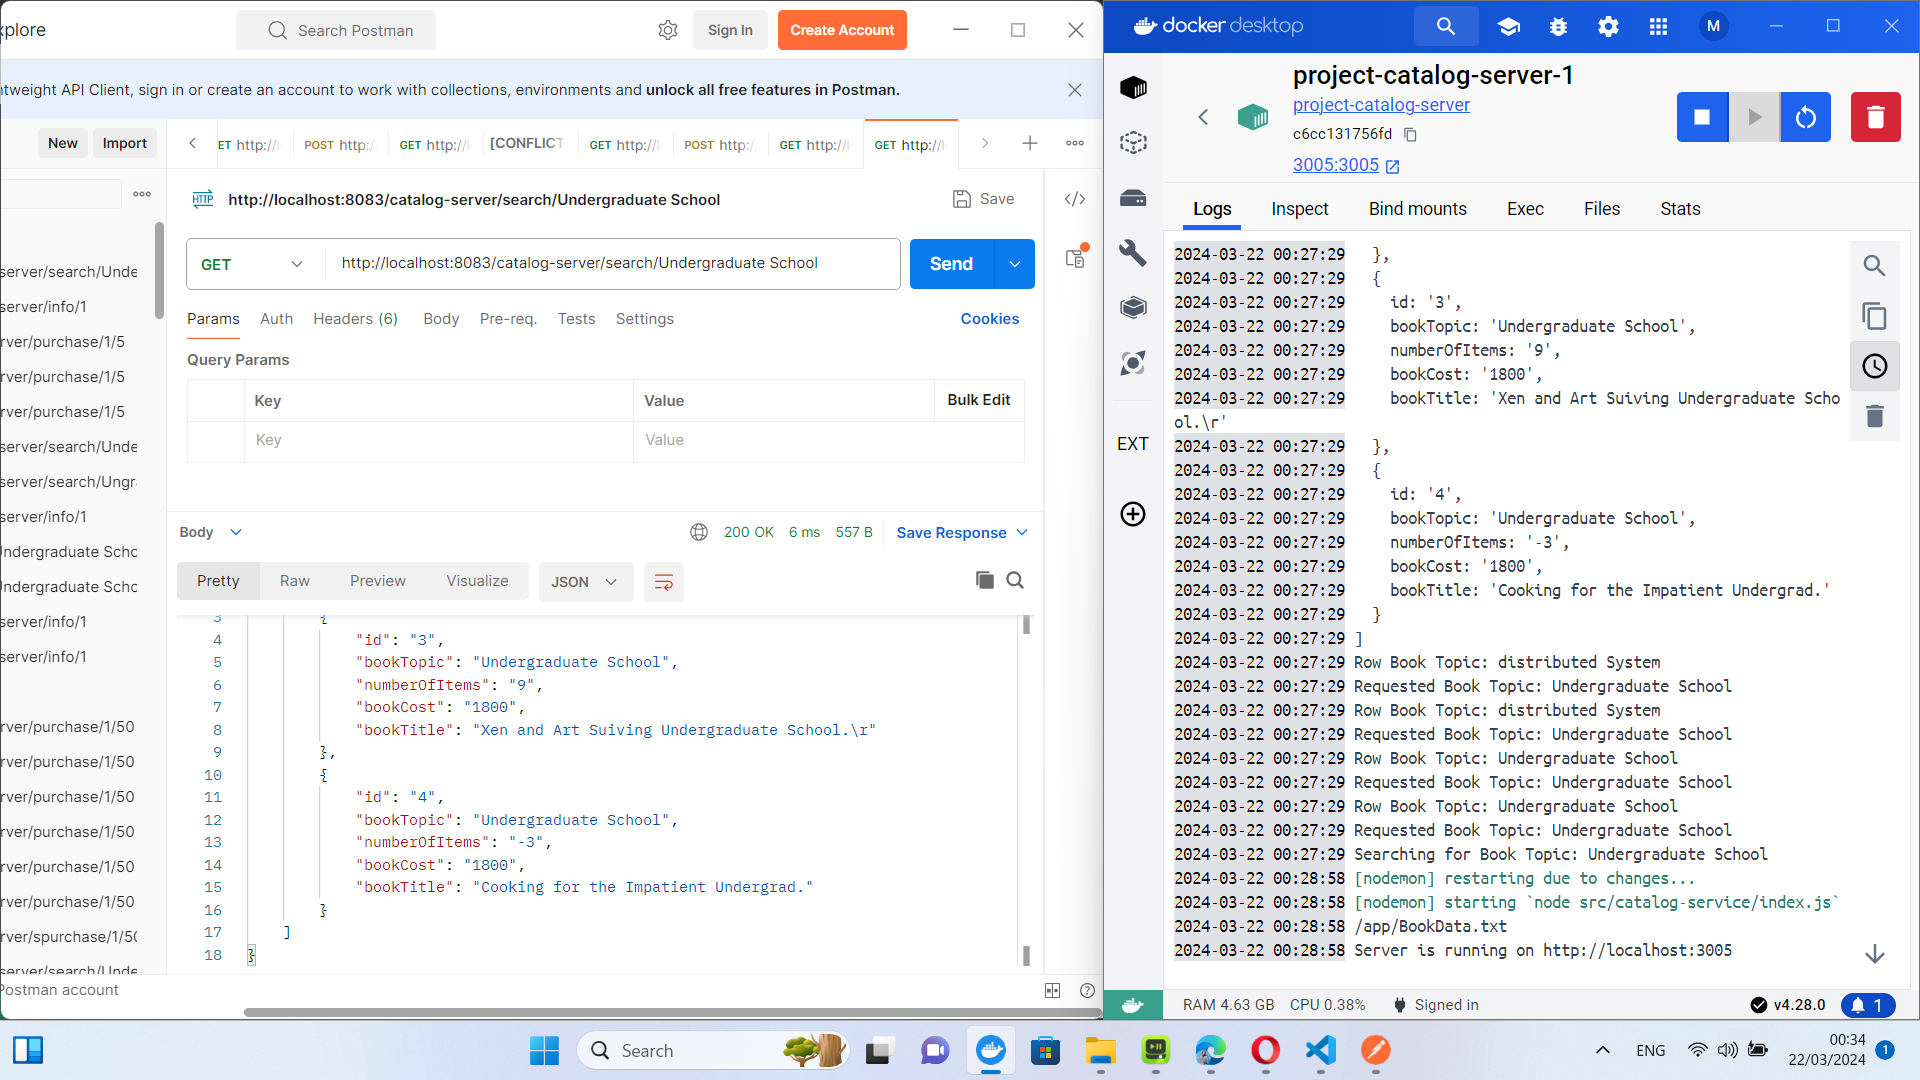 xplore
Search Postman
Sign In
Create Account
tweight API Client, sign in or create an account to work with collections, environments and unlock all free features in Postman.
New
Import
ET http://l
POST http:/
GET http://l
[CONFLICT
GET http://l
POST http:/
GET http://l
GET http://l
HTTP
http://localhost:8083/catalog-server/search/Undergraduate School
Save
GET
http://localhost:8083/catalog-server/search/Undergraduate School
Send
Params
Auth
Headers (6)
Body
Pre-req.
Tests
Settings
Cookies
Query Params
Key
Value
Bulk Edit
Key
Value
server/search/Unde
server/info/1
rver/purchase/1/5
rver/purchase/1/5
rver/purchase/1/5
server/search/Unde
server/search/Ungr
server/info/1
Undergraduate Scho
Undergraduate Scho
server/info/1
server/info/1
rver/purchase/1/50
rver/purchase/1/50
rver/purchase/1/50
rver/purchase/1/50
rver/purchase/1/50
rver/purchase/1/50
rver/spurchase/1/50
server/search/Unde
Body
200 OK
6 ms
557 B
Save Response
Pretty
Raw
Preview
Visualize
JSON
3 {
4 "id": "3",
5 "bookTopic": "Undergraduate School",
6 "numberOfItems": "9",
7 "bookCost": "1800",
8 "bookTitle": "Xen and Art Suiving Undergraduate School.\r"
9 },
10 {
11 "id": "4",
12 "bookTopic": "Undergraduate School",
13 "numberOfItems": "-3",
14 "bookCost": "1800",
15 "bookTitle": "Cooking for the Impatient Undergrad."
16 }
17 ]
18 }
Postman account
docker desktop
M
project-catalog-server-1
project-catalog-server
c6cc131756fd
3005:3005
Logs
Inspect
Bind mounts
Exec
Files
Stats
EXT
2024-03-22 00:27:29 },
2024-03-22 00:27:29 {
2024-03-22 00:27:29 id: '3',
2024-03-22 00:27:29 bookTopic: 'Undergraduate School',
2024-03-22 00:27:29 numberOfItems: '9',
2024-03-22 00:27:29 bookCost: '1800',
2024-03-22 00:27:29 bookTitle: 'Xen and Art Suiving Undergraduate Scho
ol.\r'
2024-03-22 00:27:29 },
2024-03-22 00:27:29 {
2024-03-22 00:27:29 id: '4',
2024-03-22 00:27:29 bookTopic: 'Undergraduate School',
2024-03-22 00:27:29 numberOfItems: '-3',
2024-03-22 00:27:29 bookCost: '1800',
2024-03-22 00:27:29 bookTitle: 'Cooking for the Impatient Undergrad.'
2024-03-22 00:27:29 }
2024-03-22 00:27:29 ]
2024-03-22 00:27:29 Row Book Topic: distributed System
2024-03-22 00:27:29 Requested Book Topic: Undergraduate School
2024-03-22 00:27:29 Row Book Topic: distributed System
2024-03-22 00:27:29 Requested Book Topic: Undergraduate School
2024-03-22 00:27:29 Row Book Topic: Undergraduate School
2024-03-22 00:27:29 Requested Book Topic: Undergraduate School
2024-03-22 00:27:29 Row Book Topic: Undergraduate School
2024-03-22 00:27:29 Requested Book Topic: Undergraduate School
2024-03-22 00:27:29 Searching for Book Topic: Undergraduate School
2024-03-22 00:28:58 [nodemon] restarting due to changes...
2024-03-22 00:28:58 [nodemon] starting `node src/catalog-service/index.js`
2024-03-22 00:28:58 /app/BookData.txt
2024-03-22 00:28:58 Server is running on http://localhost:3005
RAM 4.63 GB
CPU 0.38%
Signed in
v4.28.0
1
Search
ENG
00:34
22/03/2024
1